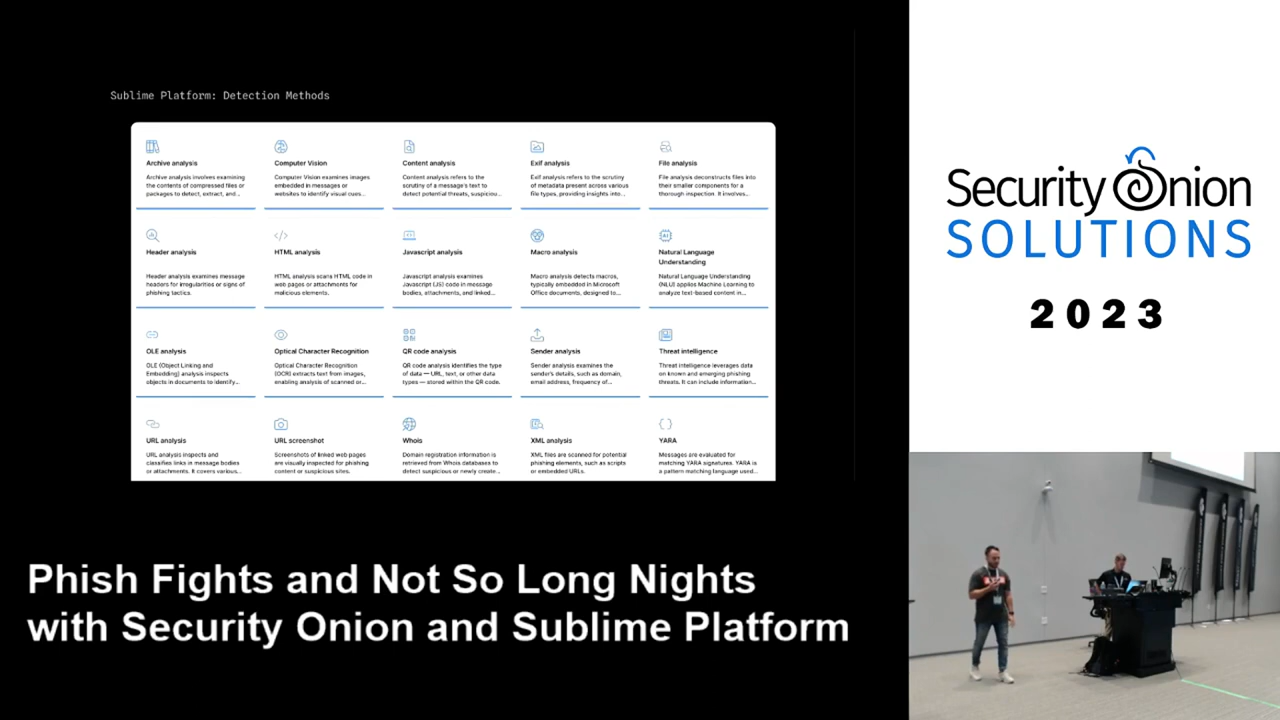 Sublime Platform: Detection Methods
Archive analysis
Archive analysis involves examining
the contents of compressed files or
packages to detect, extract, and...
Computer Vision
Computer Vision examines images
embedded in messages or
websites to identify visual cues...
Content analysis
Content analysis refers to the
scrutiny of a message's text to
detect potential threats, suspiciou...
Exif analysis
Exif analysis refers to the scrutiny
of metadata present across various
file types, providing insights into...
File analysis
File analysis deconstructs files into
their smaller components for a
thorough inspection. It involves...
Header analysis
Header analysis examines message
headers for irregularities or signs of
phishing tactics.
HTML analysis
HTML analysis scans HTML code in
web pages or attachments for
malicious elements.
Javascript analysis
Javascript analysis examines
Javascript (JS) code in message
bodies, attachments, and linked...
Macro analysis
Macro analysis detects macros,
typically embedded in Microsoft
Office documents, designed to...
Natural Language
Understanding
Natural Language Understanding
(NLU) applies Machine Learning to
analyze text-based content in...
OLE analysis
OLE (Object Linking and
Embedding) analysis inspects
objects in documents to identify...
Optical Character Recognition
Optical Character Recognition
(OCR) extracts text from images,
enabling analysis of scanned or...
QR code analysis
QR code analysis identifies the type
of data — URL, text, or other data
types — stored within the QR code.
Sender analysis
Sender analysis examines the
sender's details, such as domain,
email address, frequency of...
Threat intelligence
Threat intelligence leverages data
on known and emerging phishing
threats. It can include information...
URL analysis
URL analysis inspects and
classifies links in message bodies
or attachments. It covers various...
URL screenshot
Screenshots of linked web pages
are visually inspected for phishing
content or suspicious sites.
Whois
Domain registration information is
retrieved from Whois databases to
detect suspicious or newly create...
XML analysis
XML files are scanned for potential
phishing elements, such as scripts
or embedded URLs.
YARA
Messages are evaluated for
matching YARA signatures. YARA is
a pattern matching language used...
Phish Fights and Not So Long Nights
with Security Onion and Sublime Platform
Security Onion
SOLUTIONS
2023